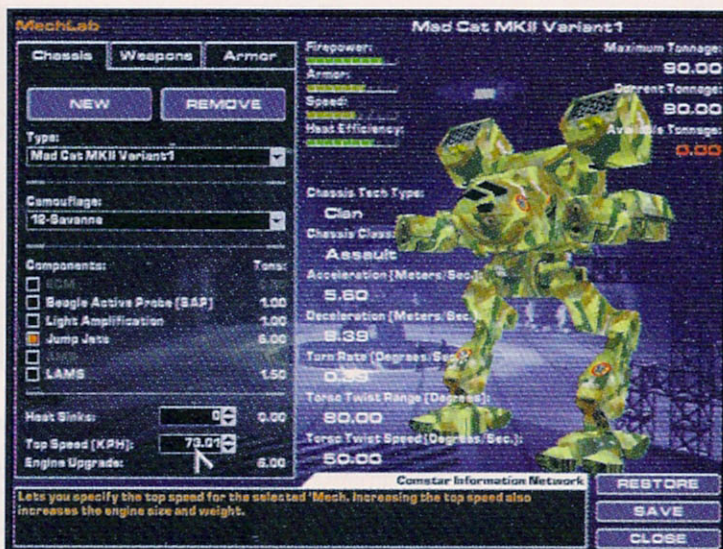 MechLab
Mad Cat MKII Variant1
Chassis
Weapons
Armor
NEW
REMOVE
Type:
Mad Cat MKII Variant1
Camouflage:
12-Savanna
Components:
Tons:
ECM
Beagle Active Probe (BAP)
1.00
Light Amplification
1.00
Jump Jets
6.00
AMS
LAMS
1.50
Heat Sinks:
0
0.00
Top Speed (KPH):
73.01
Engine Upgrade:
6.00
Firepower:
Armor:
Speed:
Heat Efficiency:
Chassis Tech Type:
Clan
Chassis Class:
Assault
Acceleration (Meters/Sec.):
5.60
Deceleration (Meters/Sec.):
8.39
Turn Rate (Degrees/Sec.):
Torso Twist Range (Degrees):
80.00
Torso Twist Speed (Degrees/Sec.):
50.00
Maximum Tonnage:
90.00
Current Tonnage:
90.00
Available Tonnage:
0.00
Comstar Information Network
Lets you specify the top speed for the selected 'Mech. Increasing the top speed also
increases the engine size and weight.
RESTORE
SAVE
CLOSE